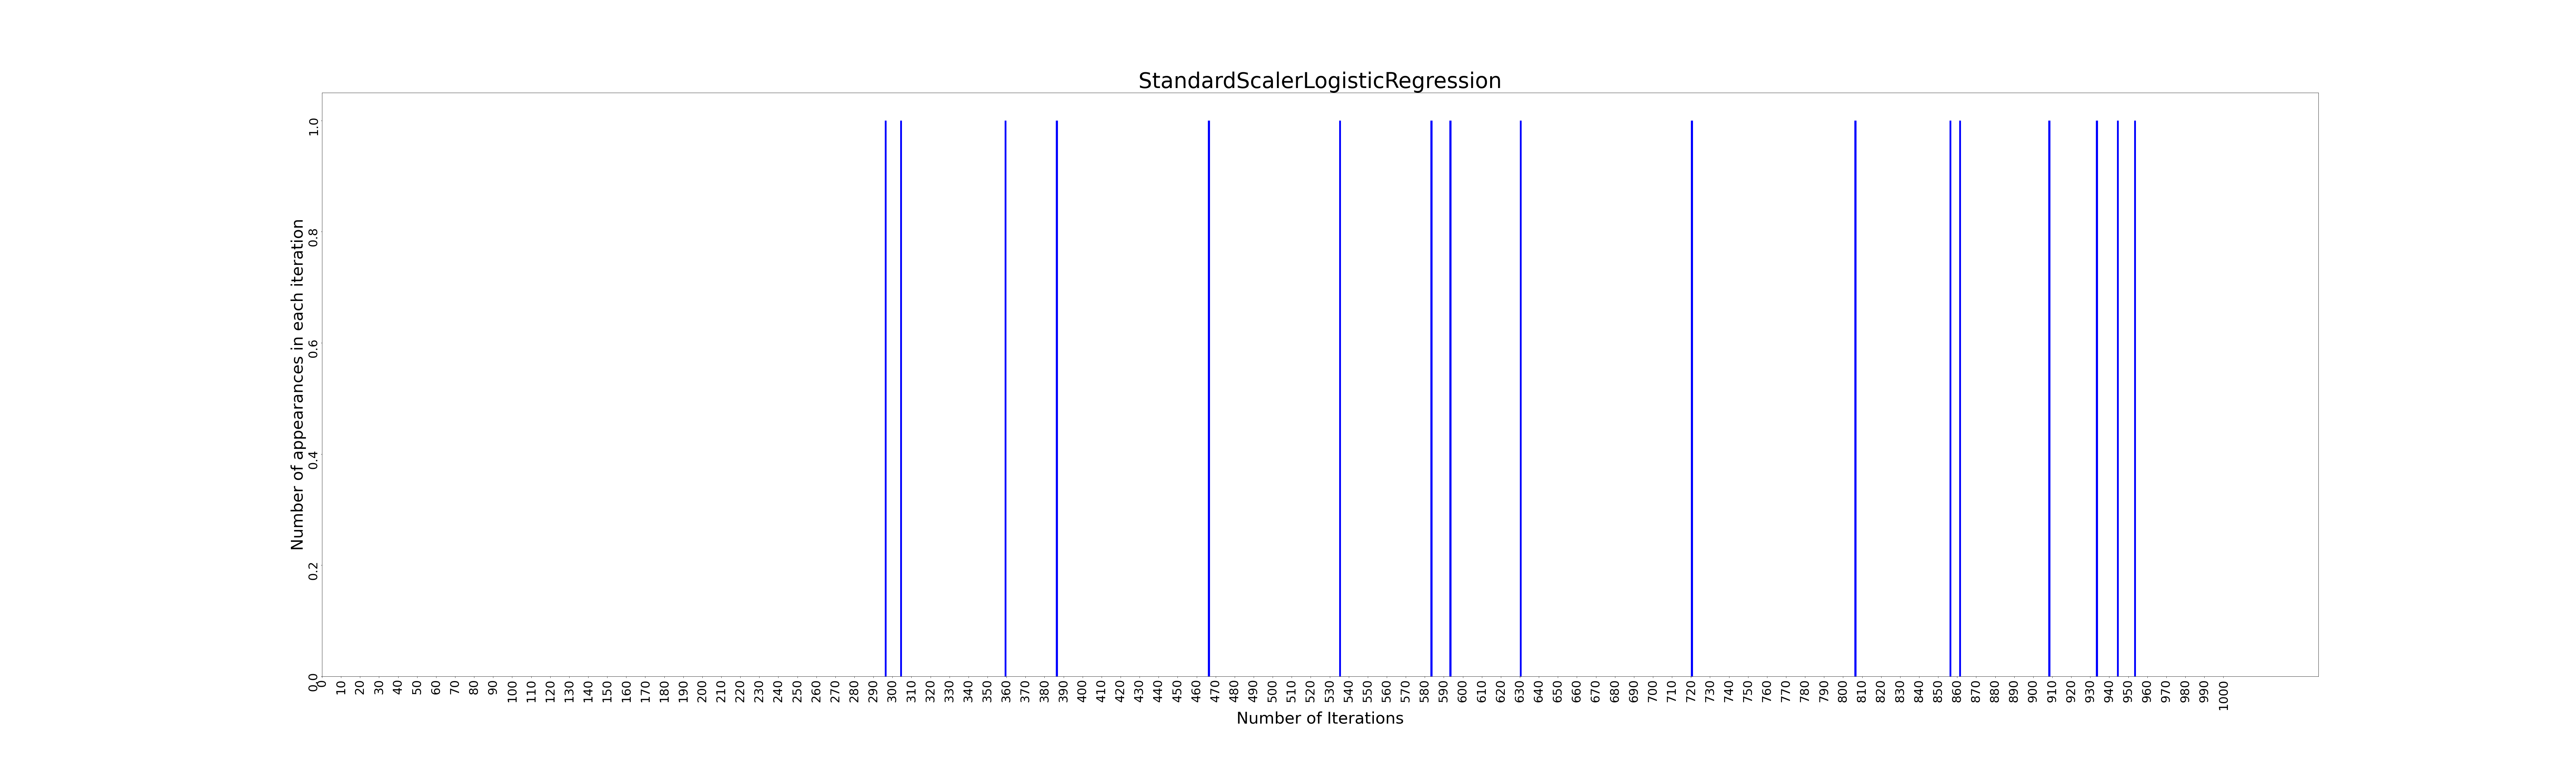 StandardScalerLogisticRegression
Number of appearances in each iteration
1.0
0.8
0.6
0.4
0.2
0.0
0 10 20 30 40 50 60 70 80 90 100 110 120 130 140 150 160 170 180 190 200 210 220 230 240 250 260 270 280 290 300 310 320 330 340 350 360 370 380 390 400 410 420 430 440 450 460 470 480 490 500 510 520 530 540 550 560 570 580 590 600 610 620 630 640 650 660 670 680 690 700 710 720 730 740 750 760 770 780 790 800 810 820 830 840 850 860 870 880 890 900 910 920 930 940 950 960 970 980 990 1000
Number of Iterations